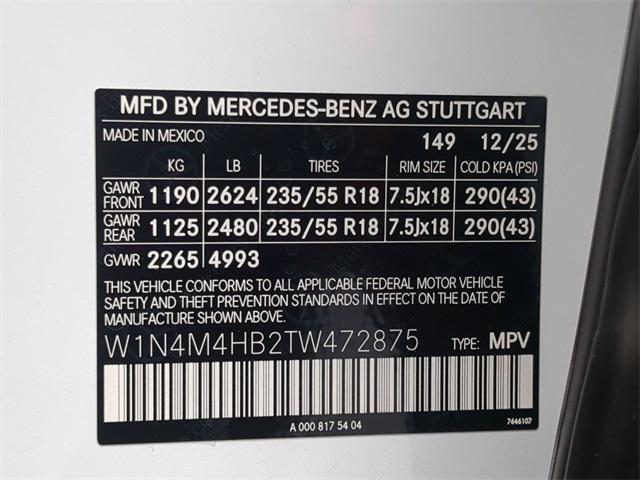 MFD BY MERCEDES-BENZ AG STUTTGART
MADE IN MEXICO 149 12/25
KG LB TIRES RIM SIZE COLD KPA(PSI)
GAWR FRONT 1190 2624 235/55 R18 7.5Jx18 290(43)
GAWR REAR 1125 2480 235/55 R18 7.5Jx18 290(43)
GVWR 2265 4993
THIS VEHICLE CONFORMS TO ALL APPLICABLE FEDERAL MOTOR VEHICLE
SAFETY AND THEFT PREVENTION STANDARDS IN EFFECT ON THE DATE OF
MANUFACTURE SHOWN ABOVE.
W1N4M4HB2TW472875 TYPE: MPV
A 000 817 54 04 7646107